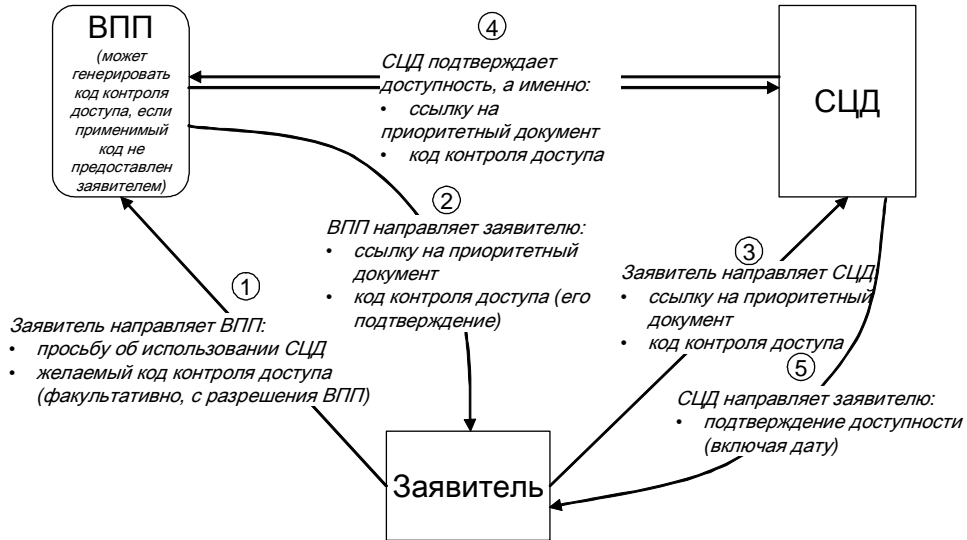 ВПП
(может
генерировать
код контроля
доступа, если
применимый
код не
предоставлен
заявителем)
4
СЦД подтверждает
доступность, а именно:
• ссылку на
приоритетный документ
• код контроля доступа
СЦД
2
ВПП направляет заявителю:
• ссылку на приоритетный
документ
• код контроля доступа (его
подтверждение)
3
Заявитель направляет СЦД:
• ссылку на приоритетный
документ
• код контроля доступа
1
Заявитель направляет ВПП:
• просьбу об использовании СЦД
• желаемый код контроля доступа
(факультативно, с разрешения ВПП)
5
СЦД направляет заявителю:
• подтверждение доступности
(включая дату)
Заявитель